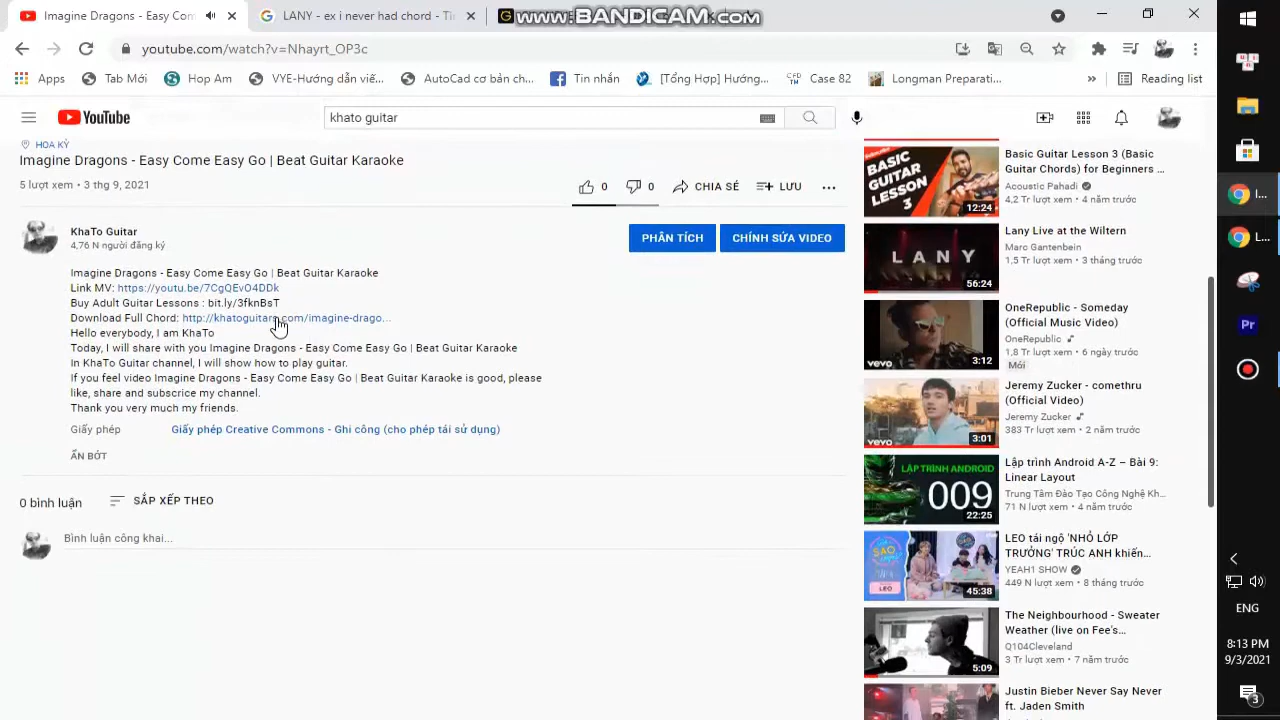 Imagine Dragons - Easy Com
LANY - ex i never had chord - Ti
www.BANDICAM.com
youtube.com/watch?v=Nhayrt_OP3c
Apps
Tab Mới
Hop Am
VYE-Hướng dẫn viế...
AutoCad cơ bản ch...
Tin nhắn
[Tổng Hợp] Hướng...
Case 82
Longman Preparati...
»
Reading list
YouTube
khato guitar
HOA KỲ
Imagine Dragons - Easy Come Easy Go | Beat Guitar Karaoke
5 lượt xem • 3 thg 9, 2021
0
0
CHIA SẺ
LƯU
KhaTo Guitar
4,76 N người đăng ký
PHÂN TÍCH
CHỈNH SỬA VIDEO
Imagine Dragons - Easy Come Easy Go | Beat Guitar Karaoke
Link MV: https://youtu.be/7CgQEvO4DDk
Buy Adult Guitar Lessons : bit.ly/3fknBsT
Download Full Chord: http://khatoguitar.com/imagine-drago...
Hello everybody, I am KhaTo
Today, I will share with you Imagine Dragons - Easy Come Easy Go | Beat Guitar Karaoke
In KhaTo Guitar channel, I will show how to play guitar.
If you feel video Imagine Dragons - Easy Come Easy Go | Beat Guitar Karaoke is good, please
like, share and subscrice my channel.
Thank you very much my friends.
Giấy phép
Giấy phép Creative Commons - Ghi công (cho phép tái sử dụng)
ẨN BỚT
0 bình luận
SẮP XẾP THEO
Bình luận công khai...
BASIC GUITAR LESSON 3
12:24
Basic Guitar Lesson 3 (Basic
Guitar Chords) for Beginners ...
Acoustic Pahadi
4,2 Tr lượt xem • 4 năm trước
LANY
56:24
Lany Live at the Wiltern
Marc Gantenbein
1,5 Tr lượt xem • 3 tháng trước
vevo
3:12
OneRepublic - Someday
(Official Music Video)
OneRepublic
1,8 Tr lượt xem • 6 ngày trước
Mới
vevo
3:01
Jeremy Zucker - comethru
(Official Video)
Jeremy Zucker
383 Tr lượt xem • 2 năm trước
LẬP TRÌNH ANDROID
009
22:25
Lập trình Android A-Z – Bài 9:
Linear Layout
Trung Tâm Đào Tạo Công Nghệ Kh...
71 N lượt xem • 4 năm trước
LEO
45:38
LEO tái ngộ 'NHỎ LỚP
TRƯỞNG' TRÚC ANH khiến...
YEAH1 SHOW
449 N lượt xem • 8 tháng trước
5:09
The Neighbourhood - Sweater
Weather (live on Fee's...
Q104Cleveland
3 Tr lượt xem • 7 năm trước
Justin Bieber Never Say Never
ft. Jaden Smith
I...
L...
Pr
ENG
8:13 PM
9/3/2021
3